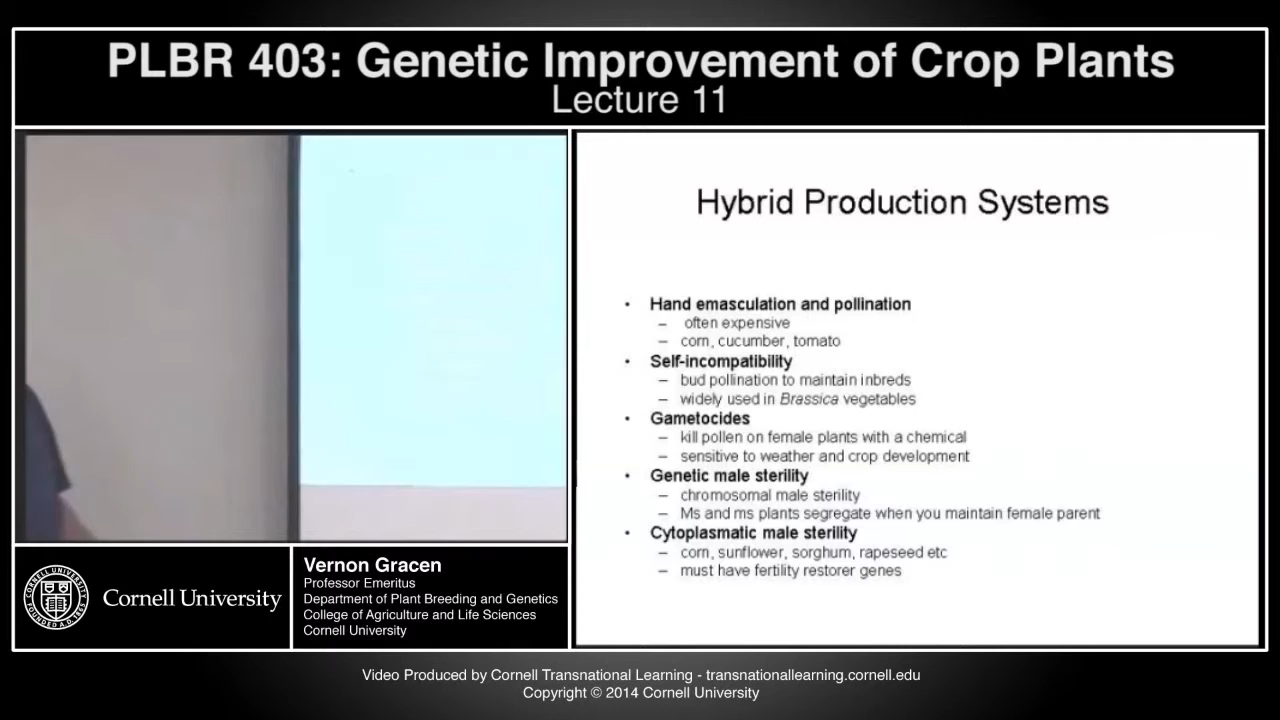 PLBR 403: Genetic Improvement of Crop Plants
Lecture 11
Hybrid Production Systems
• Hand emasculation and pollination
– often expensive
– corn, cucumber, tomato
• Self-incompatibility
– bud pollination to maintain inbreds
– widely used in Brassica vegetables
• Gametocides
– kill pollen on female plants with a chemical
– sensitive to weather and crop development
• Genetic male sterility
– chromosomal male sterility
– Ms and ms plants segregate when you maintain female parent
• Cytoplasmatic male sterility
– corn, sunflower, sorghum, rapeseed etc
– must have fertility restorer genes
CORNELL UNIVERSITY
FOUNDED A.D. 1865
Cornell University
Vernon Gracen
Professor Emeritus
Department of Plant Breeding and Genetics
College of Agriculture and Life Sciences
Cornell University
Video Produced by Cornell Transnational Learning - transnationallearning.cornell.edu
Copyright © 2014 Cornell University